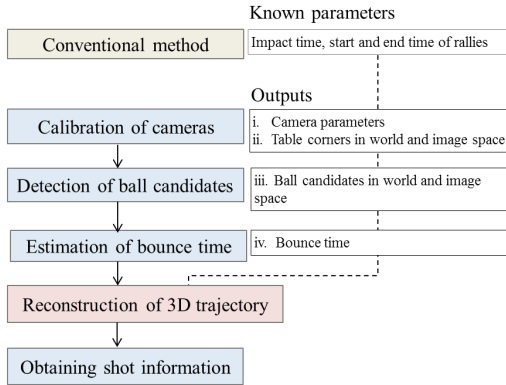 Known parameters
Conventional method
Impact time, start and end time of rallies
Outputs
Calibration of cameras
i. Camera parameters
ii. Table corners in world and image space
Detection of ball candidates
iii. Ball candidates in world and image
space
Estimation of bounce time
iv. Bounce time
Reconstruction of 3D trajectory
Obtaining shot information